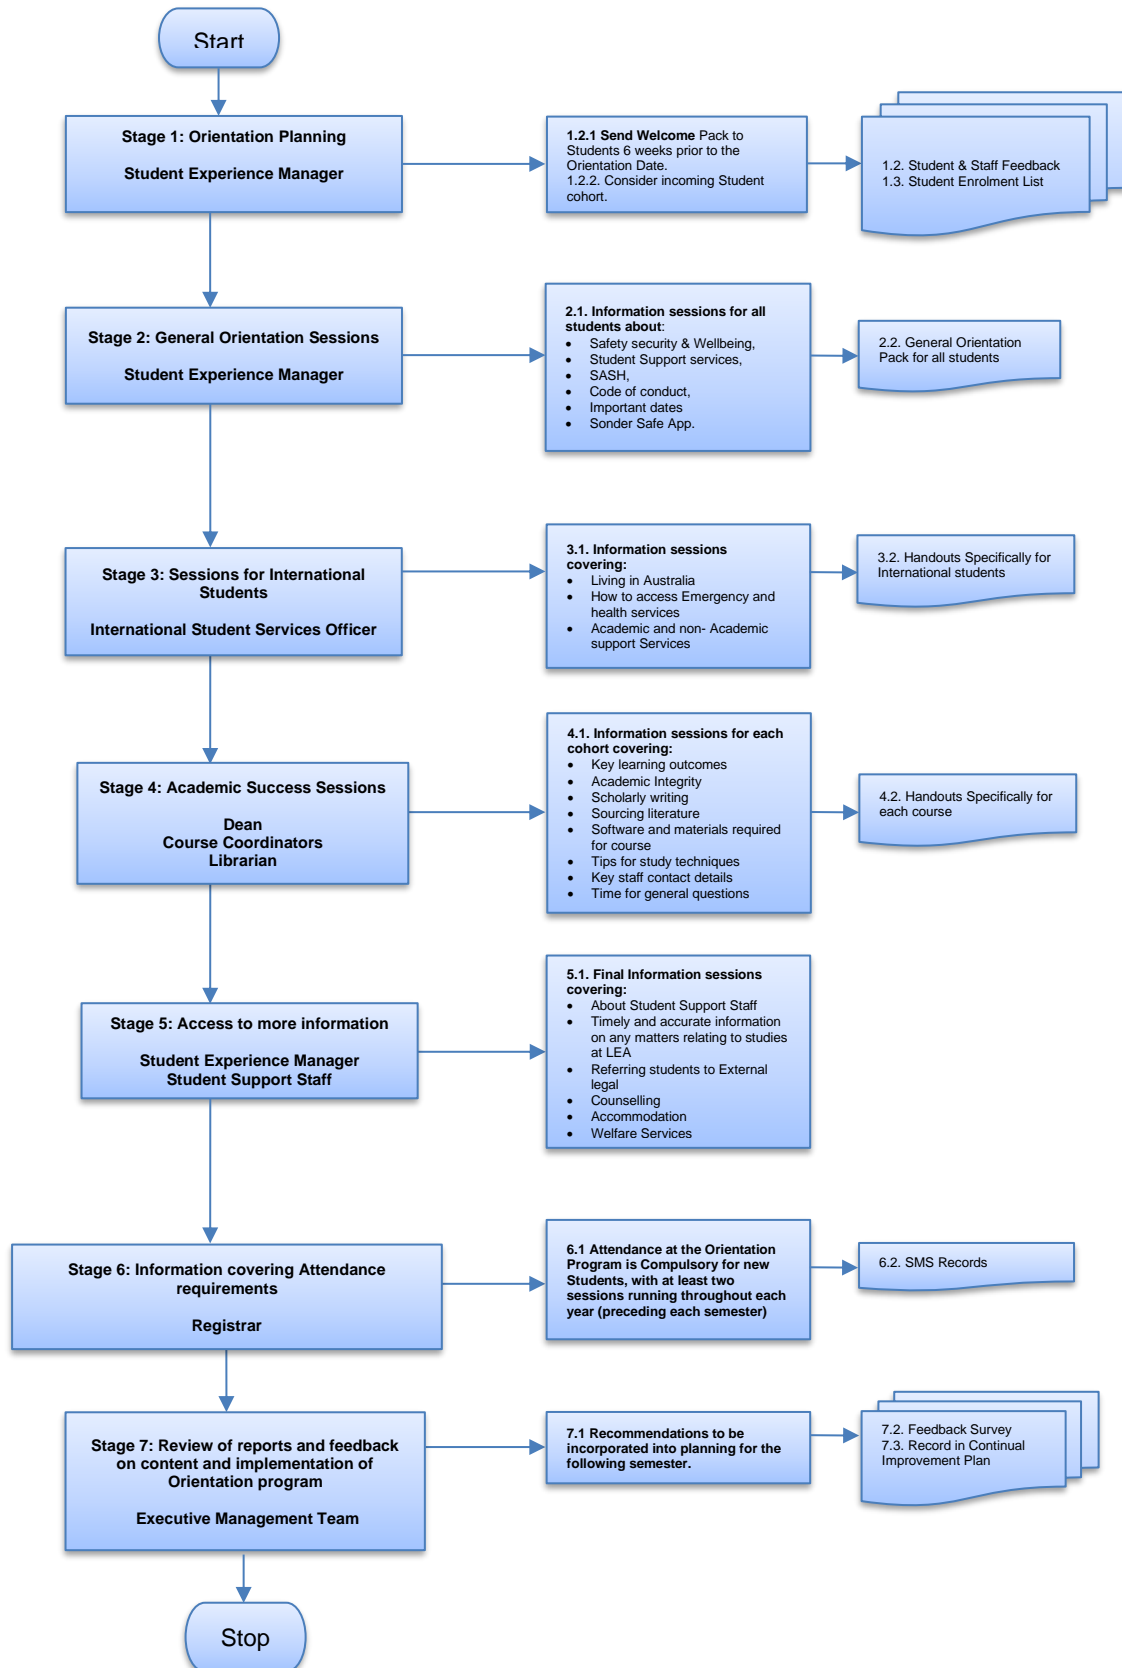 Start
Stage 1: Orientation Planning
Student Experience Manager
1.2.1 Send Welcome Pack to
Students 6 weeks prior to the
Orientation Date.
1.2.2. Consider incoming Student
cohort.
1.2. Student & Staff Feedback
1.3. Student Enrolment List
Stage 2: General Orientation Sessions
Student Experience Manager
2.1. Information sessions for all
students about:
• Safety security & Wellbeing,
• Student Support services,
• SASH,
• Code of conduct,
• Important dates
• Sonder Safe App.
2.2. General Orientation
Pack for all students
Stage 3: Sessions for International
Students
International Student Services Officer
3.1. Information sessions
covering:
• Living in Australia
• How to access Emergency and
health services
• Academic and non- Academic
support Services
3.2. Handouts Specifically for
International students
Stage 4: Academic Success Sessions
Dean
Course Coordinators
Librarian
4.1. Information sessions for each
cohort covering:
• Key learning outcomes
• Academic Integrity
• Scholarly writing
• Sourcing literature
• Software and materials required
for course
• Tips for study techniques
• Key staff contact details
• Time for general questions
4.2. Handouts Specifically for
each course
Stage 5: Access to more information
Student Experience Manager
Student Support Staff
5.1. Final Information sessions
covering:
• About Student Support Staff
• Timely and accurate information
on any matters relating to studies
at LEA
• Referring students to External
legal
• Counselling
• Accommodation
• Welfare Services
Stage 6: Information covering Attendance
requirements
Registrar
6.1 Attendance at the Orientation
Program is Compulsory for new
Students, with at least two
sessions running throughout each
year (preceding each semester)
6.2. SMS Records
Stage 7: Review of reports and feedback
on content and implementation of
Orientation program
Executive Management Team
7.1 Recommendations to be
incorporated into planning for the
following semester.
7.2. Feedback Survey
7.3. Record in Continual
Improvement Plan
Stop